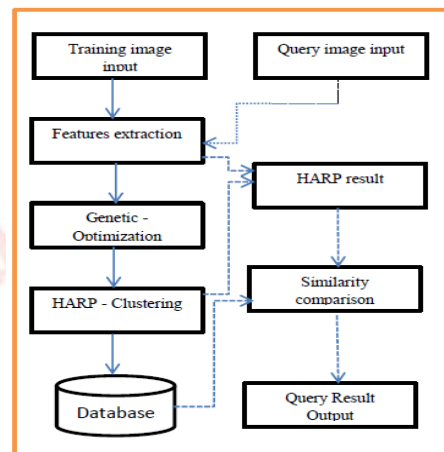 Training image
input
Query image input
Features extraction
HARP result
Genetic -
Optimization
Similarity
comparison
HARP - Clustering
Database
Query Result
Output